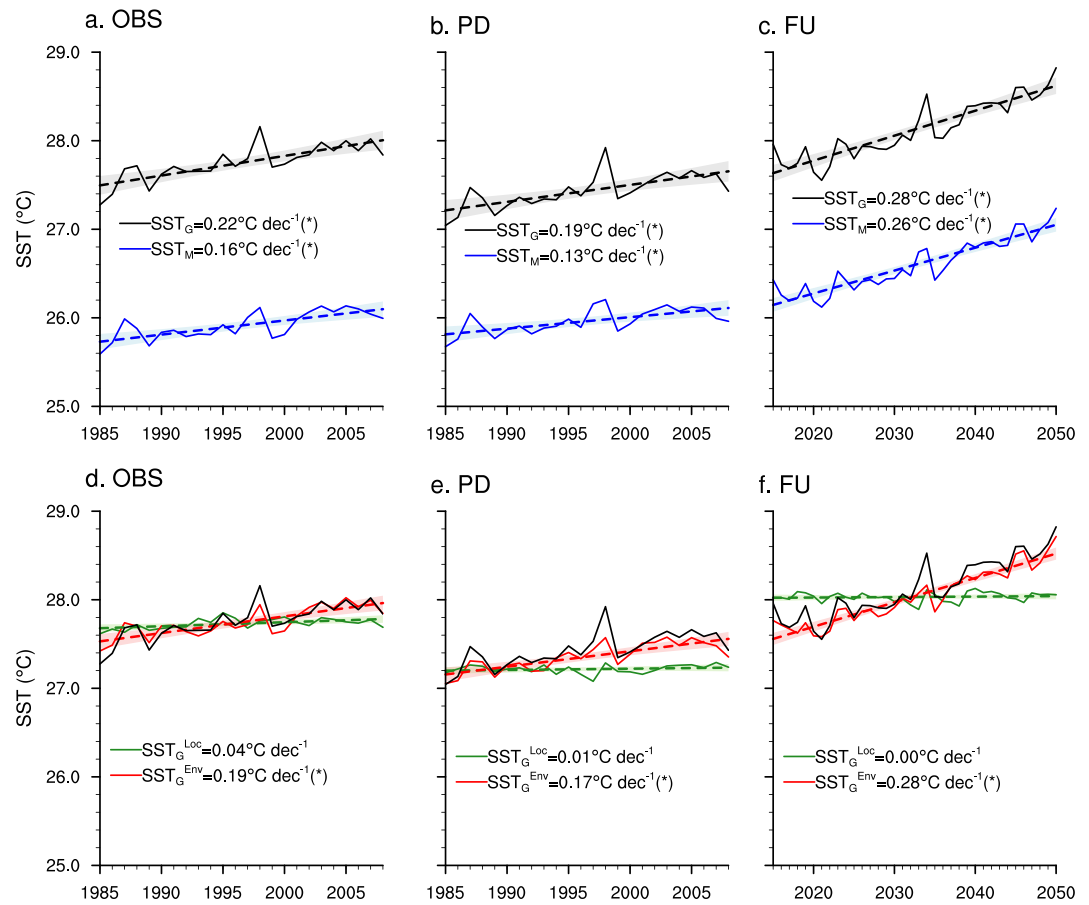 a. OBS
b. PD
c. FU
29.0
28.0
27.0
26.0
25.0
SST (°C)
SST_G=0.22°C dec⁻¹(*)
SST_M=0.16°C dec⁻¹(*)
SST_G=0.19°C dec⁻¹(*)
SST_M=0.13°C dec⁻¹(*)
SST_G=0.28°C dec⁻¹(*)
SST_M=0.26°C dec⁻¹(*)
1985 1990 1995 2000 2005
1985 1990 1995 2000 2005
2020 2030 2040 2050
d. OBS
e. PD
f. FU
29.0
28.0
27.0
26.0
25.0
SST (°C)
SST_G^Loc=0.04°C dec⁻¹
SST_G^Env=0.19°C dec⁻¹(*)
SST_G^Loc=0.01°C dec⁻¹
SST_G^Env=0.17°C dec⁻¹(*)
SST_G^Loc=0.00°C dec⁻¹
SST_G^Env=0.28°C dec⁻¹(*)
1985 1990 1995 2000 2005
1985 1990 1995 2000 2005
2020 2030 2040 2050